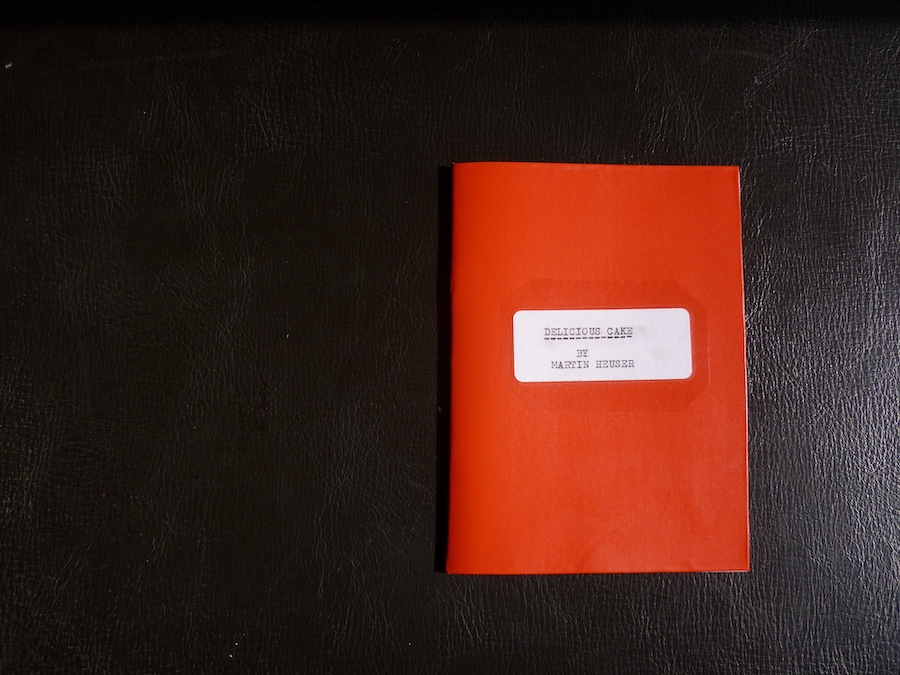 DELICIOUS CAKE
BY
MARTIN HEUSER